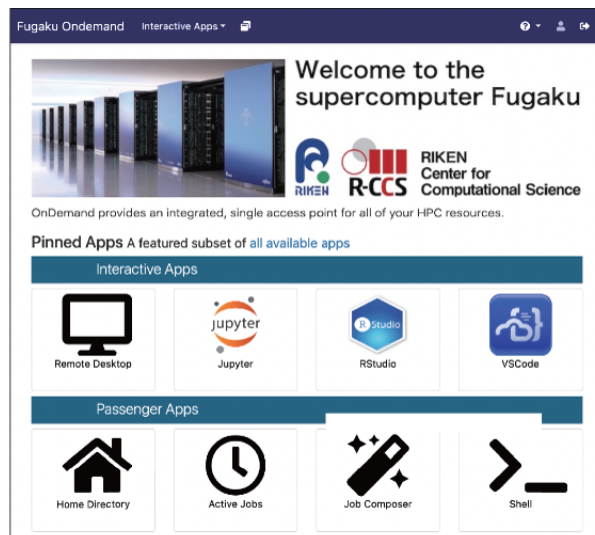 Fugaku Ondemand Interactive Apps
Welcome to the
supercomputer Fugaku
RIKEN
R-CCS
RIKEN
Center for
Computational Science
OnDemand provides an integrated, single access point for all of your HPC resources.
Pinned Apps A featured subset of all available apps
Interactive Apps
Remote Desktop
jupyter
Jupyter
R Studio
RStudio
VSCode
Passenger Apps
Home Directory
Active Jobs
Job Composer
Shell